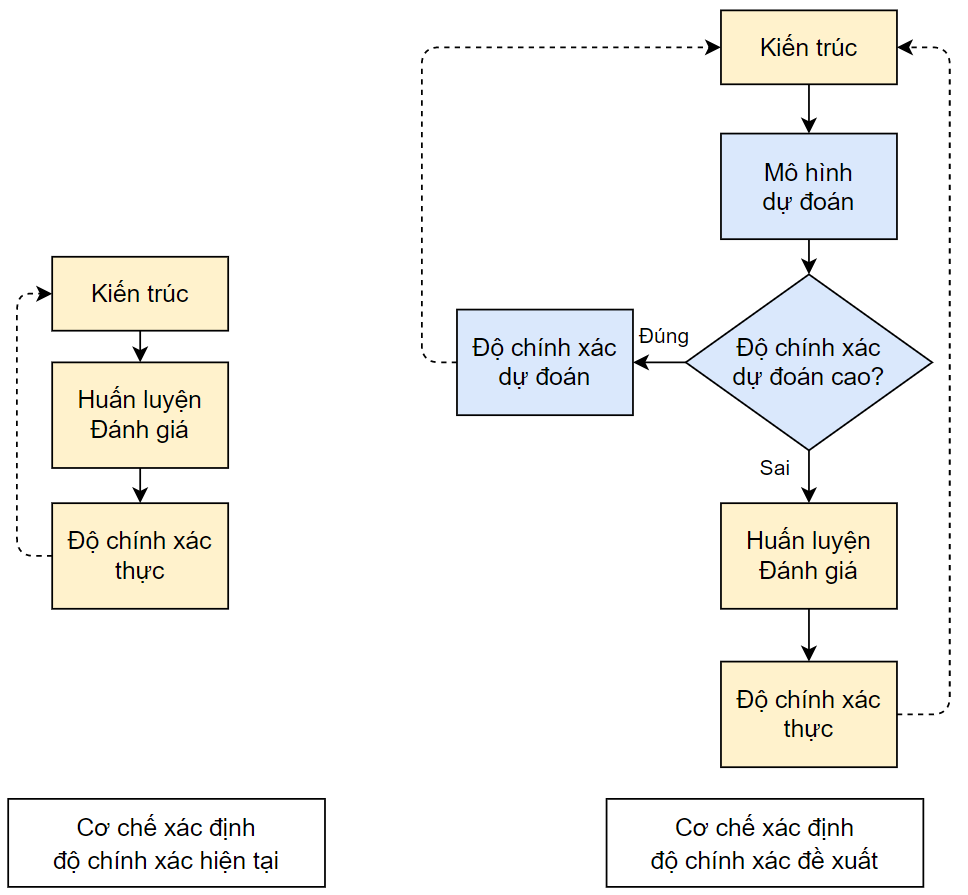 Kiến trúc
Huấn luyện
Đánh giá
Độ chính xác
thực
Cơ chế xác định
độ chính xác hiện tại
Kiến trúc
Mô hình
dự đoán
Độ chính xác
dự đoán cao?
Đúng
Độ chính xác
dự đoán
Sai
Huấn luyện
Đánh giá
Độ chính xác
thực
Cơ chế xác định
độ chính xác đề xuất